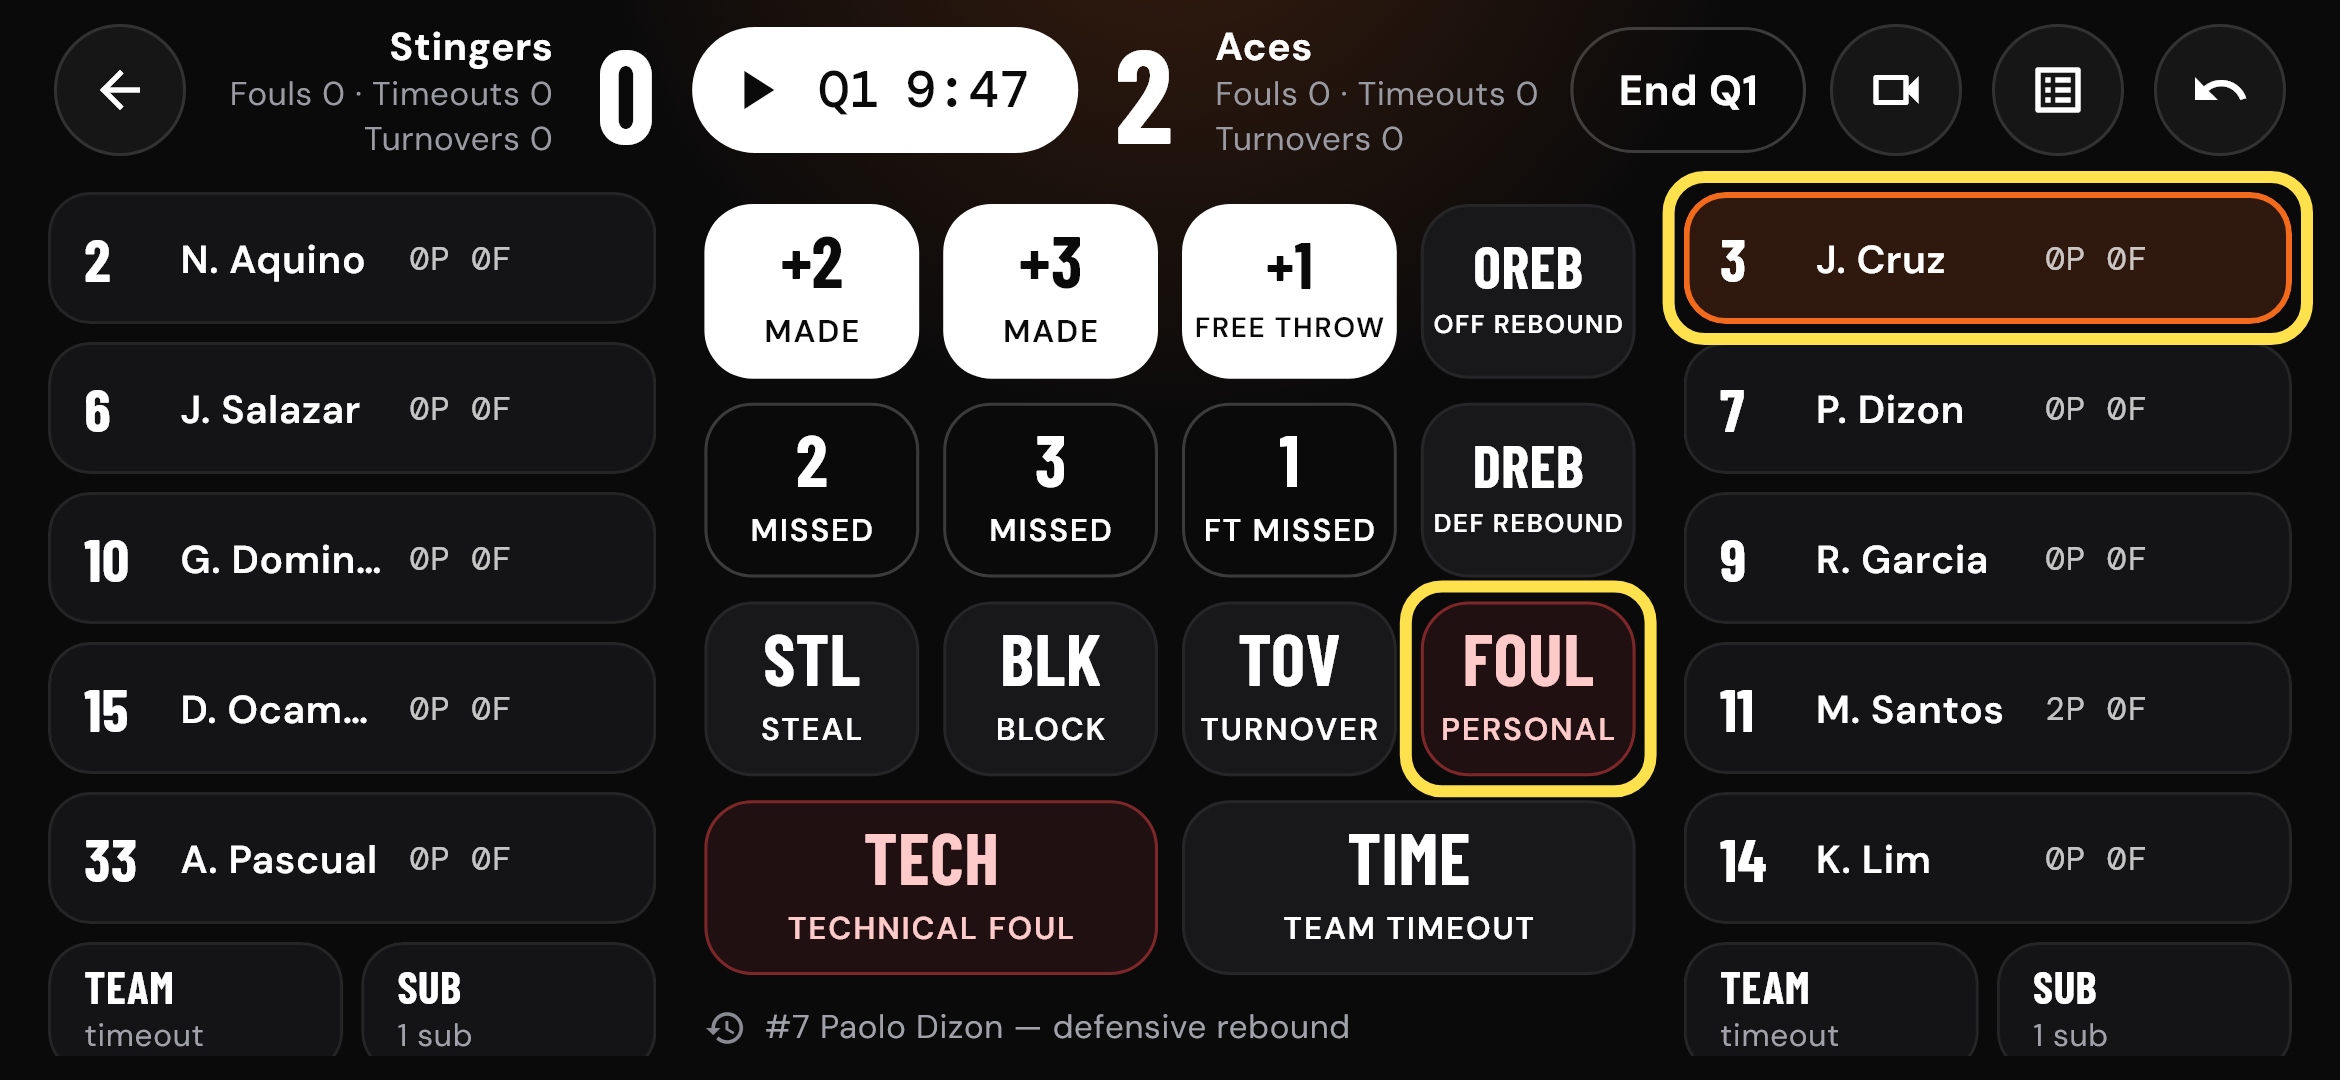 Stingers
Fouls 0 · Timeouts 0
Turnovers 0
0
Q1 9:47
2
Aces
Fouls 0 · Timeouts 0
Turnovers 0
End Q1
2 N. Aquino 0P 0F
6 J. Salazar 0P 0F
10 G. Domin... 0P 0F
15 D. Ocam... 0P 0F
33 A. Pascual 0P 0F
TEAM
timeout
SUB
1 sub
+2
MADE
+3
MADE
+1
FREE THROW
OREB
OFF REBOUND
2
MISSED
3
MISSED
1
FT MISSED
DREB
DEF REBOUND
STL
STEAL
BLK
BLOCK
TOV
TURNOVER
FOUL
PERSONAL
TECH
TECHNICAL FOUL
TIME
TEAM TIMEOUT
#7 Paolo Dizon — defensive rebound
3 J. Cruz 0P 0F
7 P. Dizon 0P 0F
9 R. Garcia 0P 0F
11 M. Santos 2P 0F
14 K. Lim 0P 0F
TEAM
timeout
SUB
1 sub